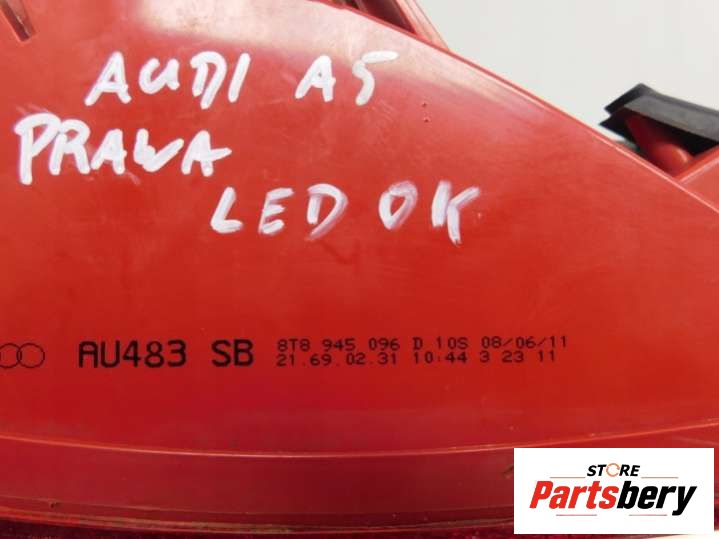 AUDI A5
PRAWA
LED OK
AU483 SB
8T8 945 096 D 10S 08/06/11
21.69.02.31 10:44 3 23 11
STORE
Partsbery